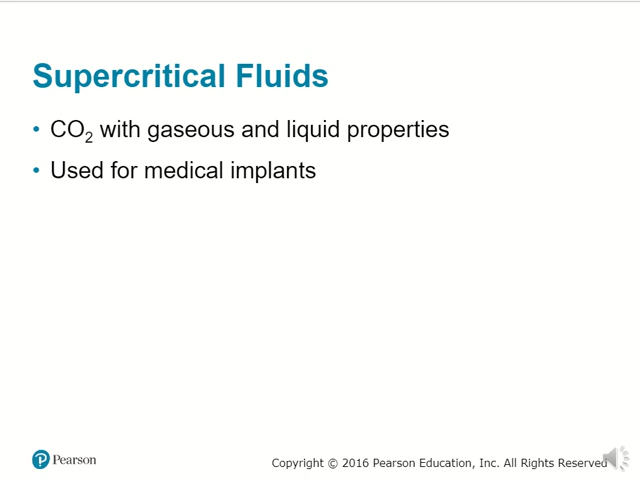 Supercritical Fluids
• CO₂ with gaseous and liquid properties
• Used for medical implants
Pearson
Copyright © 2016 Pearson Education, Inc. All Rights Reserved